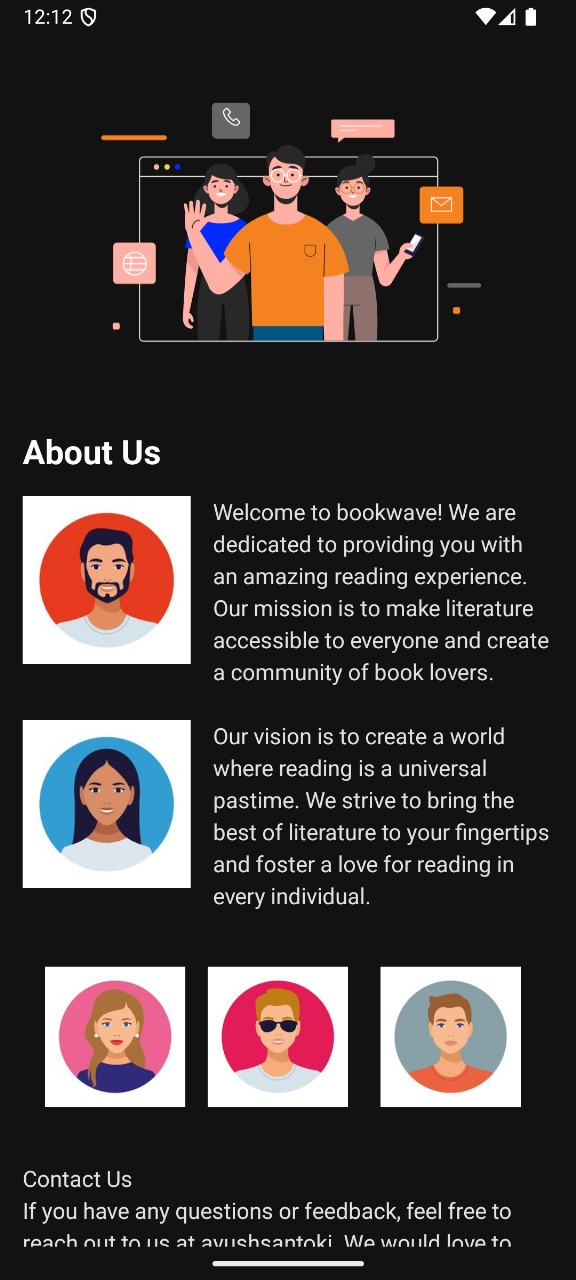 12:12
About Us
Welcome to bookwave! We are
dedicated to providing you with
an amazing reading experience.
Our mission is to make literature
accessible to everyone and create
a community of book lovers.
Our vision is to create a world
where reading is a universal
pastime. We strive to bring the
best of literature to your fingertips
and foster a love for reading in
every individual.
Contact Us
If you have any questions or feedback, feel free to
reach out to us at ayushsantoki. We would love to